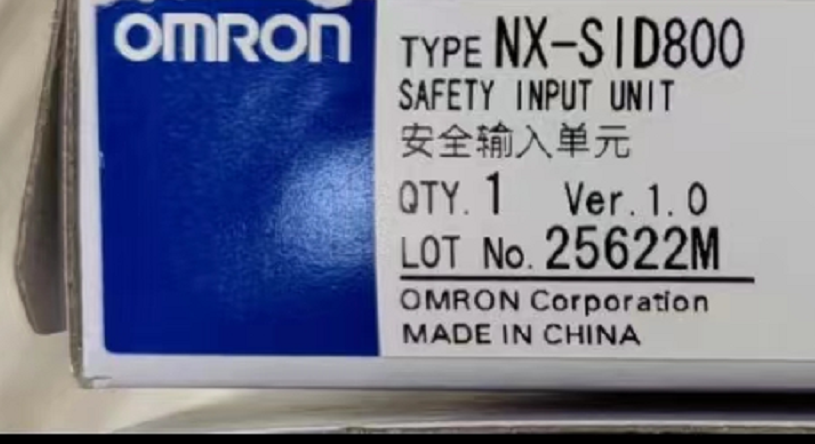 OMRON
TYPE NX-SID800
SAFETY INPUT UNIT
安全输入单元
QTY. 1 Ver.1.0
LOT No. 25622M
OMRON Corporation
MADE IN CHINA